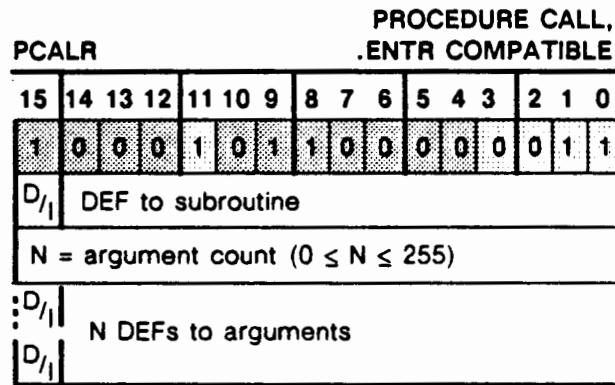 PROCEDURE CALL,
PCALR .ENTR COMPATIBLE
15 14 13 12 11 10 9 8 7 6 5 4 3 2 1 0
1 0 0 0 1 0 1 1 0 0 0 0 0 0 1 1
D/I DEF to subroutine
N = argument count (0 ≤ N ≤ 255)
D/I
N DEFs to arguments
D/I